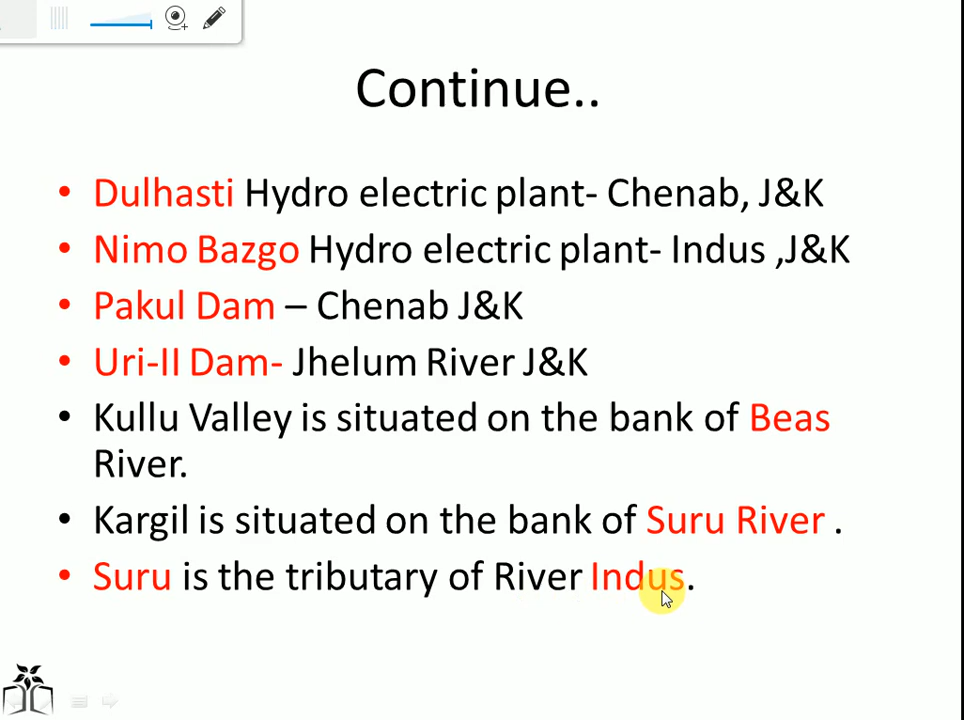 Continue..
• Dulhasti Hydro electric plant- Chenab, J&K
• Nimo Bazgo Hydro electric plant- Indus ,J&K
• Pakul Dam – Chenab J&K
• Uri-II Dam- Jhelum River J&K
• Kullu Valley is situated on the bank of Beas
River.
• Kargil is situated on the bank of Suru River .
• Suru is the tributary of River Indus.